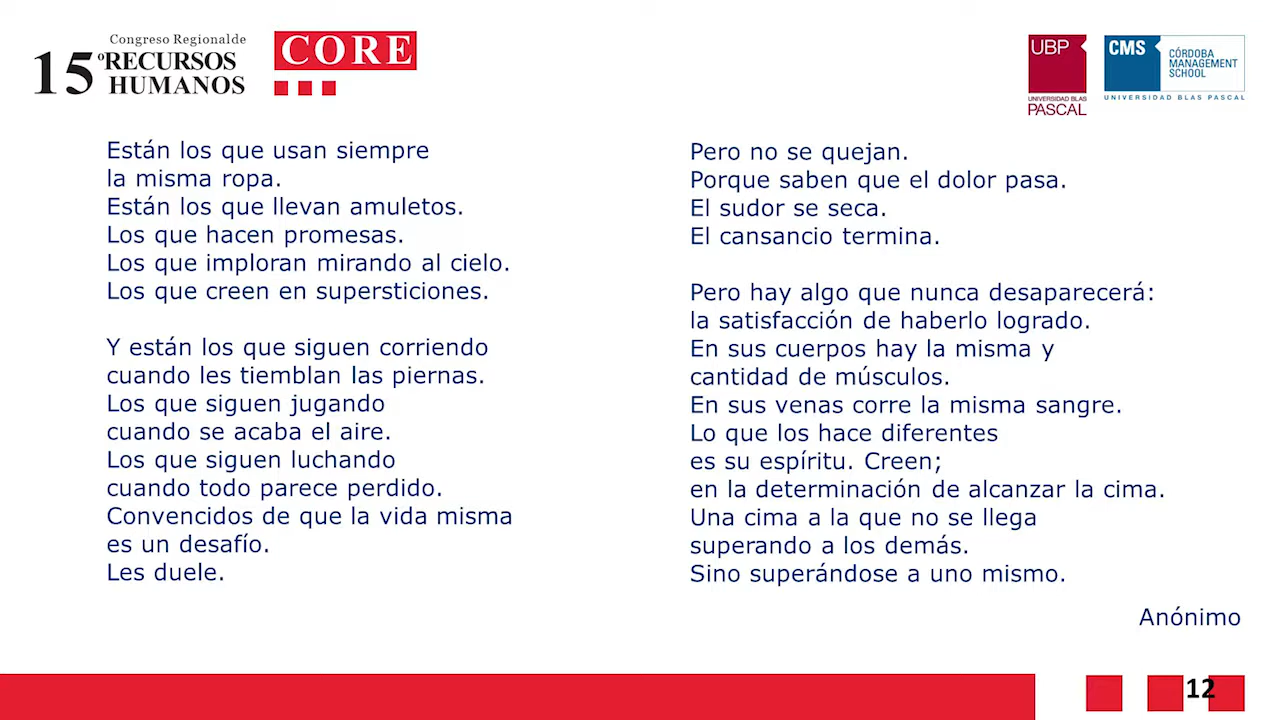 Congreso Regionalde
15º RECURSOS
HUMANOS
CORE
UBP
UNIVERSIDAD BLAS
PASCAL
CMS
CÓRDOBA
MANAGEMENT
SCHOOL
UNIVERSIDAD BLAS PASCAL
Están los que usan siempre
la misma ropa.
Están los que llevan amuletos.
Los que hacen promesas.
Los que imploran mirando al cielo.
Los que creen en supersticiones.
Y están los que siguen corriendo
cuando les tiemblan las piernas.
Los que siguen jugando
cuando se acaba el aire.
Los que siguen luchando
cuando todo parece perdido.
Convencidos de que la vida misma
es un desafío.
Les duele.
Pero no se quejan.
Porque saben que el dolor pasa.
El sudor se seca.
El cansancio termina.
Pero hay algo que nunca desaparecerá:
la satisfacción de haberlo logrado.
En sus cuerpos hay la misma y
cantidad de músculos.
En sus venas corre la misma sangre.
Lo que los hace diferentes
es su espíritu. Creen;
en la determinación de alcanzar la cima.
Una cima a la que no se llega
superando a los demás.
Sino superándose a uno mismo.
Anónimo
12